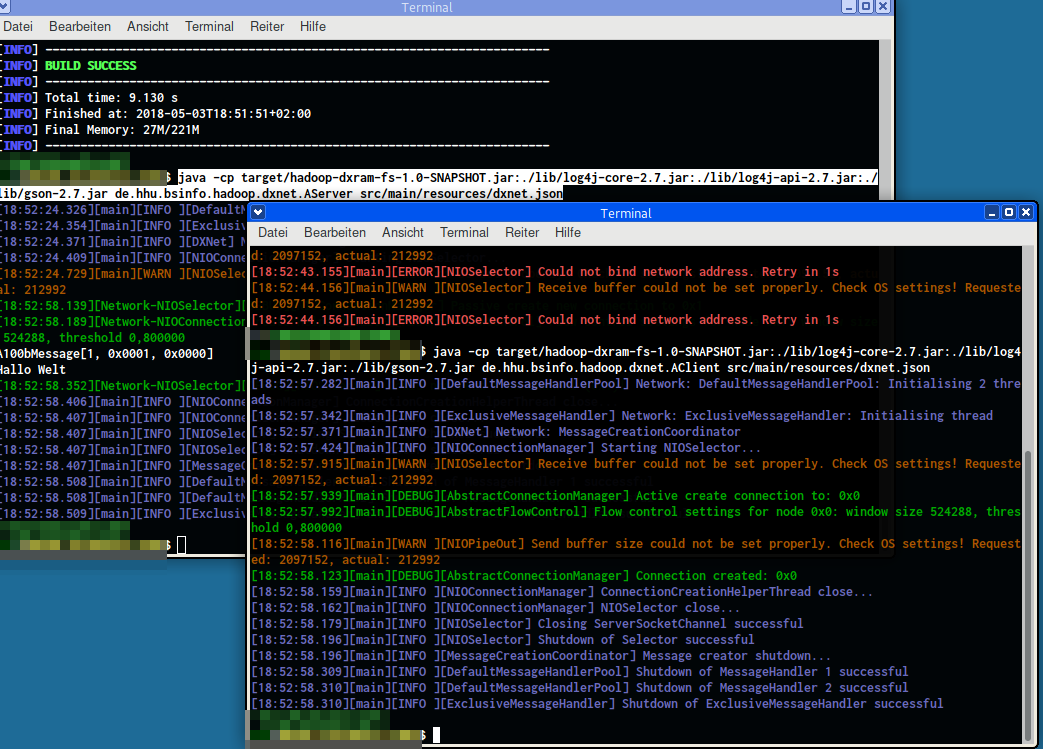 Terminal
Datei Bearbeiten Ansicht Terminal Reiter Hilfe
[INFO] ------------------------------------------------------------------------
[INFO] BUILD SUCCESS
[INFO] ------------------------------------------------------------------------
[INFO] Total time: 9.130 s
[INFO] Finished at: 2018-05-03T18:51:51+02:00
[INFO] Final Memory: 27M/221M
[INFO] ------------------------------------------------------------------------
$ java -cp target/hadoop-dxram-fs-1.0-SNAPSHOT.jar:./lib/log4j-core-2.7.jar:./lib/log4j-api-2.7.jar:./
lib/gson-2.7.jar de.hhu.bsinfo.hadoop.dxnet.AServer src/main/resources/dxnet.json
[18:52:24.326][main][INFO ][DefaultM
[18:52:24.354][main][INFO ][Exclusiv
[18:52:24.371][main][INFO ][DXNet] N
[18:52:24.409][main][INFO ][NIOConne
[18:52:24.729][main][WARN ][NIOSelec
al: 212992
[18:52:58.139][Network-NIOSelector][
[18:52:58.189][Network-NIOConnection
524288, threshold 0,800000
A100bMessage[1, 0x0001, 0x0000]
Hallo Welt
[18:52:58.352][Network-NIOSelector][
[18:52:58.406][main][INFO ][NIOConne
[18:52:58.407][main][INFO ][NIOConne
[18:52:58.407][main][INFO ][NIOSelec
[18:52:58.407][main][INFO ][NIOSelec
[18:52:58.407][main][INFO ][MessageC
[18:52:58.508][main][INFO ][DefaultM
[18:52:58.508][main][INFO ][DefaultM
[18:52:58.509][main][INFO ][Exclusiv
$
Terminal
Datei Bearbeiten Ansicht Terminal Reiter Hilfe
d: 2097152, actual: 212992
[18:52:43.155][main][ERROR][NIOSelector] Could not bind network address. Retry in 1s
[18:52:44.156][main][WARN ][NIOSelector] Receive buffer could not be set properly. Check OS settings! Requeste
d: 2097152, actual: 212992
[18:52:44.156][main][ERROR][NIOSelector] Could not bind network address. Retry in 1s
$ java -cp target/hadoop-dxram-fs-1.0-SNAPSHOT.jar:./lib/log4j-core-2.7.jar:./lib/log4
j-api-2.7.jar:./lib/gson-2.7.jar de.hhu.bsinfo.hadoop.dxnet.AClient src/main/resources/dxnet.json
[18:52:57.282][main][INFO ][DefaultMessageHandlerPool] Network: DefaultMessageHandlerPool: Initialising 2 thre
ads
[18:52:57.342][main][INFO ][ExclusiveMessageHandler] Network: ExclusiveMessageHandler: Initialising thread
[18:52:57.371][main][INFO ][DXNet] Network: MessageCreationCoordinator
[18:52:57.424][main][INFO ][NIOConnectionManager] Starting NIOSelector...
[18:52:57.915][main][WARN ][NIOSelector] Receive buffer could not be set properly. Check OS settings! Requeste
d: 2097152, actual: 212992
[18:52:57.939][main][DEBUG][AbstractConnectionManager] Active create connection to: 0x0
[18:52:57.992][main][DEBUG][AbstractFlowControl] Flow control settings for node 0x0: window size 524288, thres
hold 0,800000
[18:52:58.116][main][WARN ][NIOPipeOut] Send buffer size could not be set properly. Check OS settings! Request
ed: 2097152, actual: 212992
[18:52:58.123][main][DEBUG][AbstractConnectionManager] Connection created: 0x0
[18:52:58.159][main][INFO ][NIOConnectionManager] ConnectionCreationHelperThread close...
[18:52:58.162][main][INFO ][NIOConnectionManager] NIOSelector close...
[18:52:58.179][main][INFO ][NIOSelector] Closing ServerSocketChannel successful
[18:52:58.196][main][INFO ][NIOSelector] Shutdown of Selector successful
[18:52:58.196][main][INFO ][MessageCreationCoordinator] Message creator shutdown...
[18:52:58.309][main][INFO ][DefaultMessageHandlerPool] Shutdown of MessageHandler 1 successful
[18:52:58.310][main][INFO ][DefaultMessageHandlerPool] Shutdown of MessageHandler 2 successful
[18:52:58.310][main][INFO ][ExclusiveMessageHandler] Shutdown of ExclusiveMessageHandler successful
$